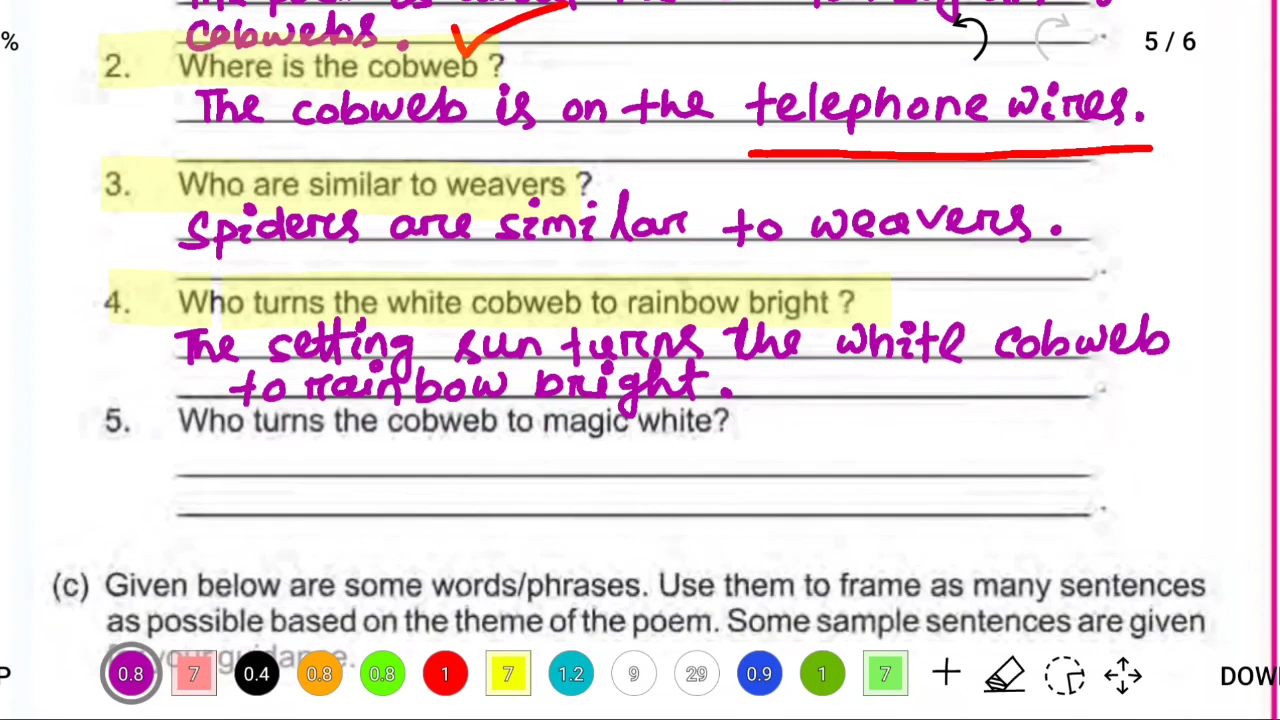 cobwebs.
5 / 6
%
2. Where is the cobweb ?
The cobweb is on the telephone wires.
3. Who are similar to weavers ?
Spiders are similar to weavers.
4. Who turns the white cobweb to rainbow bright ?
The setting sun turns the white cobweb
to rainbow bright.
5. Who turns the cobweb to magic white?
(c) Given below are some words/phrases. Use them to frame as many sentences
as possible based on the theme of the poem. Some sample sentences are given
your guidance.
P 0.8 7 0.4 0.8 0.8 1 7 1.2 9 29 0.9 1 7 DOW